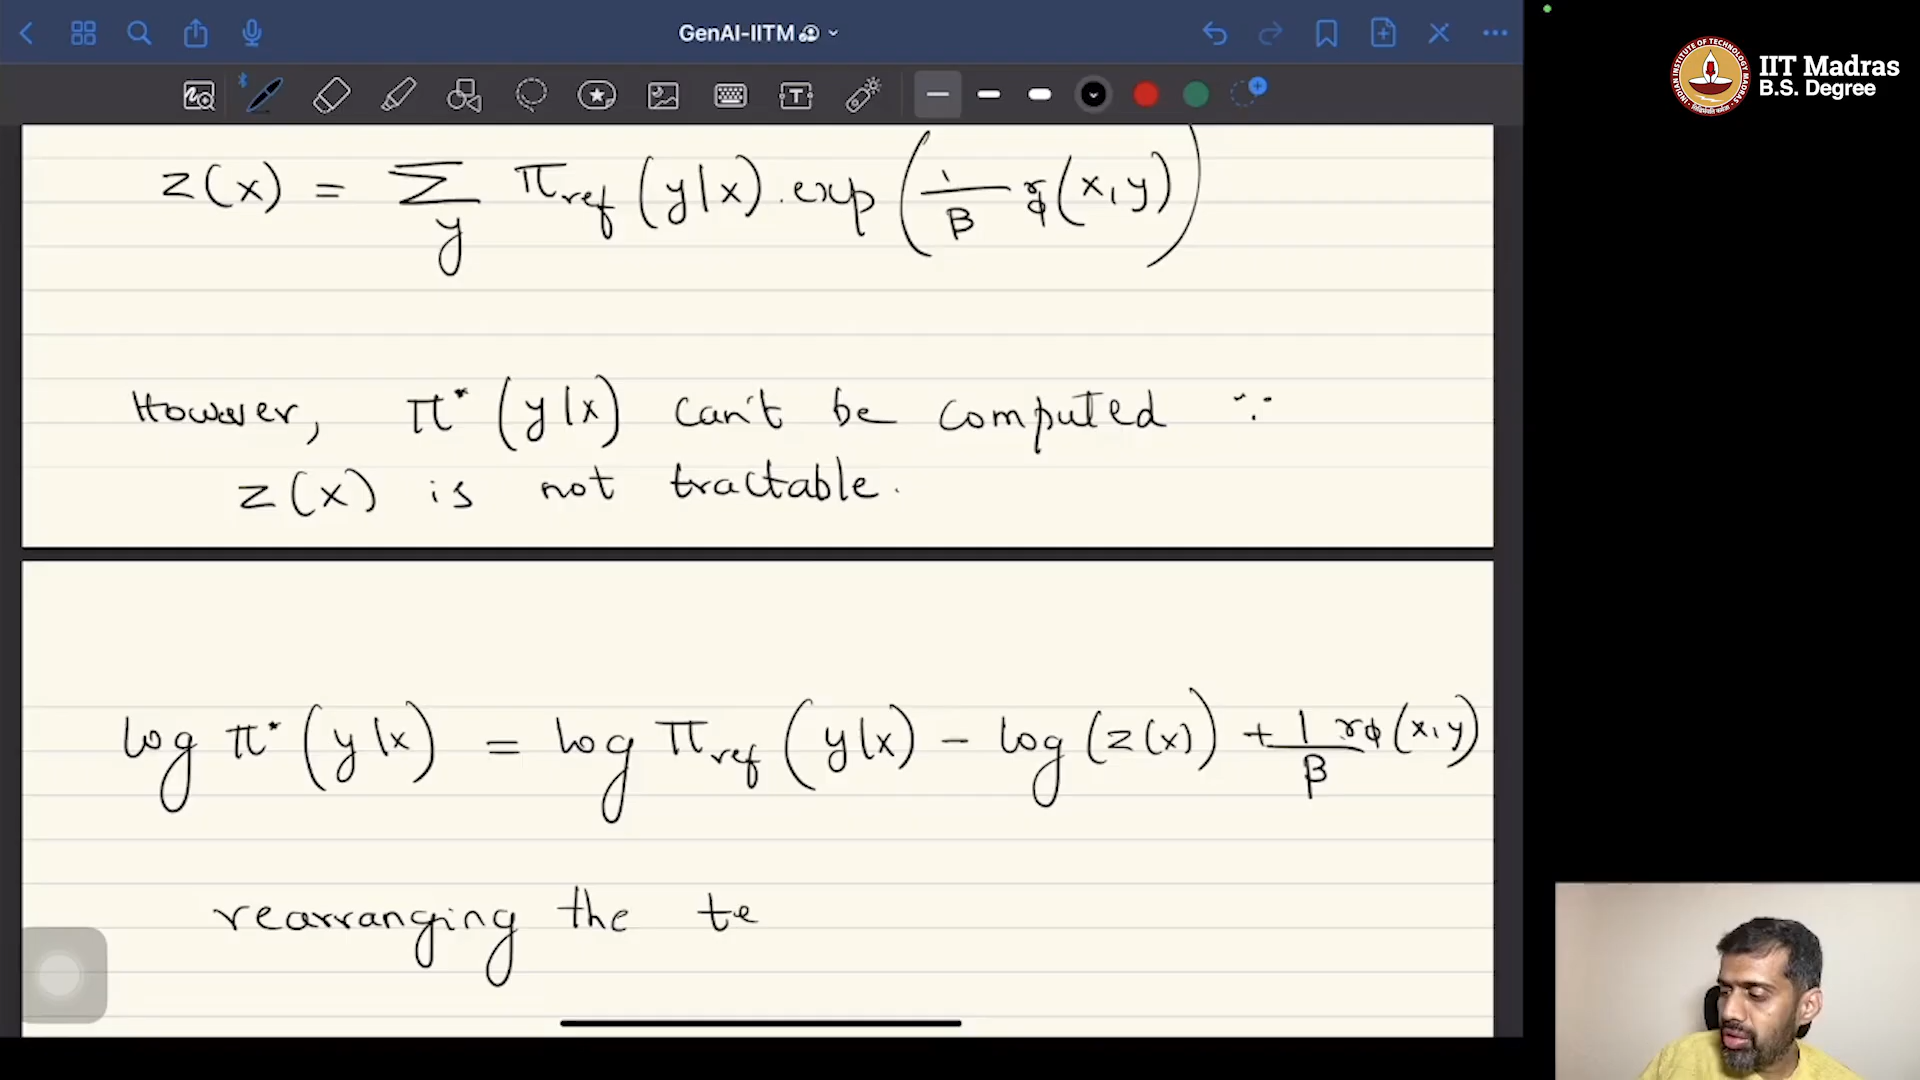 GenAI-IITM
IIT Madras
B.S. Degree
z(x) = Σ_y π_ref (y|x) . exp (1/β r_φ(x,y))
However, π* (y|x) can't be computed ∵
z(x) is not tractable.
log π* (y|x) = log π_ref (y|x) - log (z(x)) + 1/β r_φ (x,y)
rearranging the te